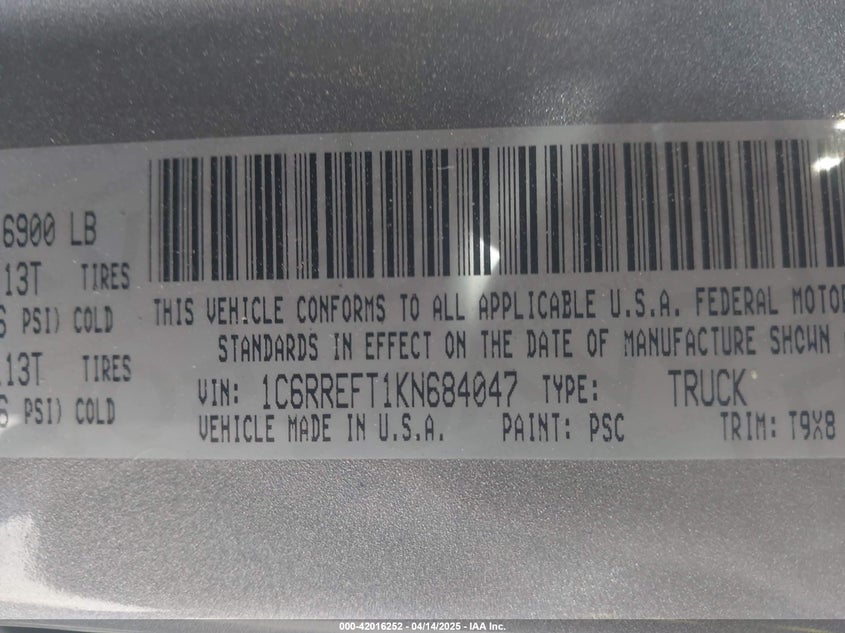 6900 LB
13T TIRES
PSI) COLD
13T
PSI) COLD
THIS VEHICLE CONFORMS TO ALL APPLICABLE U.S.A. FEDERAL MOTOR
STANDARDS IN EFFECT ON THE DATE OF MANUFACTURE SHOWN
VIN: 1C6RREFT1KN684047 TYPE: TRUCK
VEHICLE MADE IN U.S.A. PAINT: PSC TRIM: T9X8
000-42016252 - 04/14/2025 - IAA Inc.